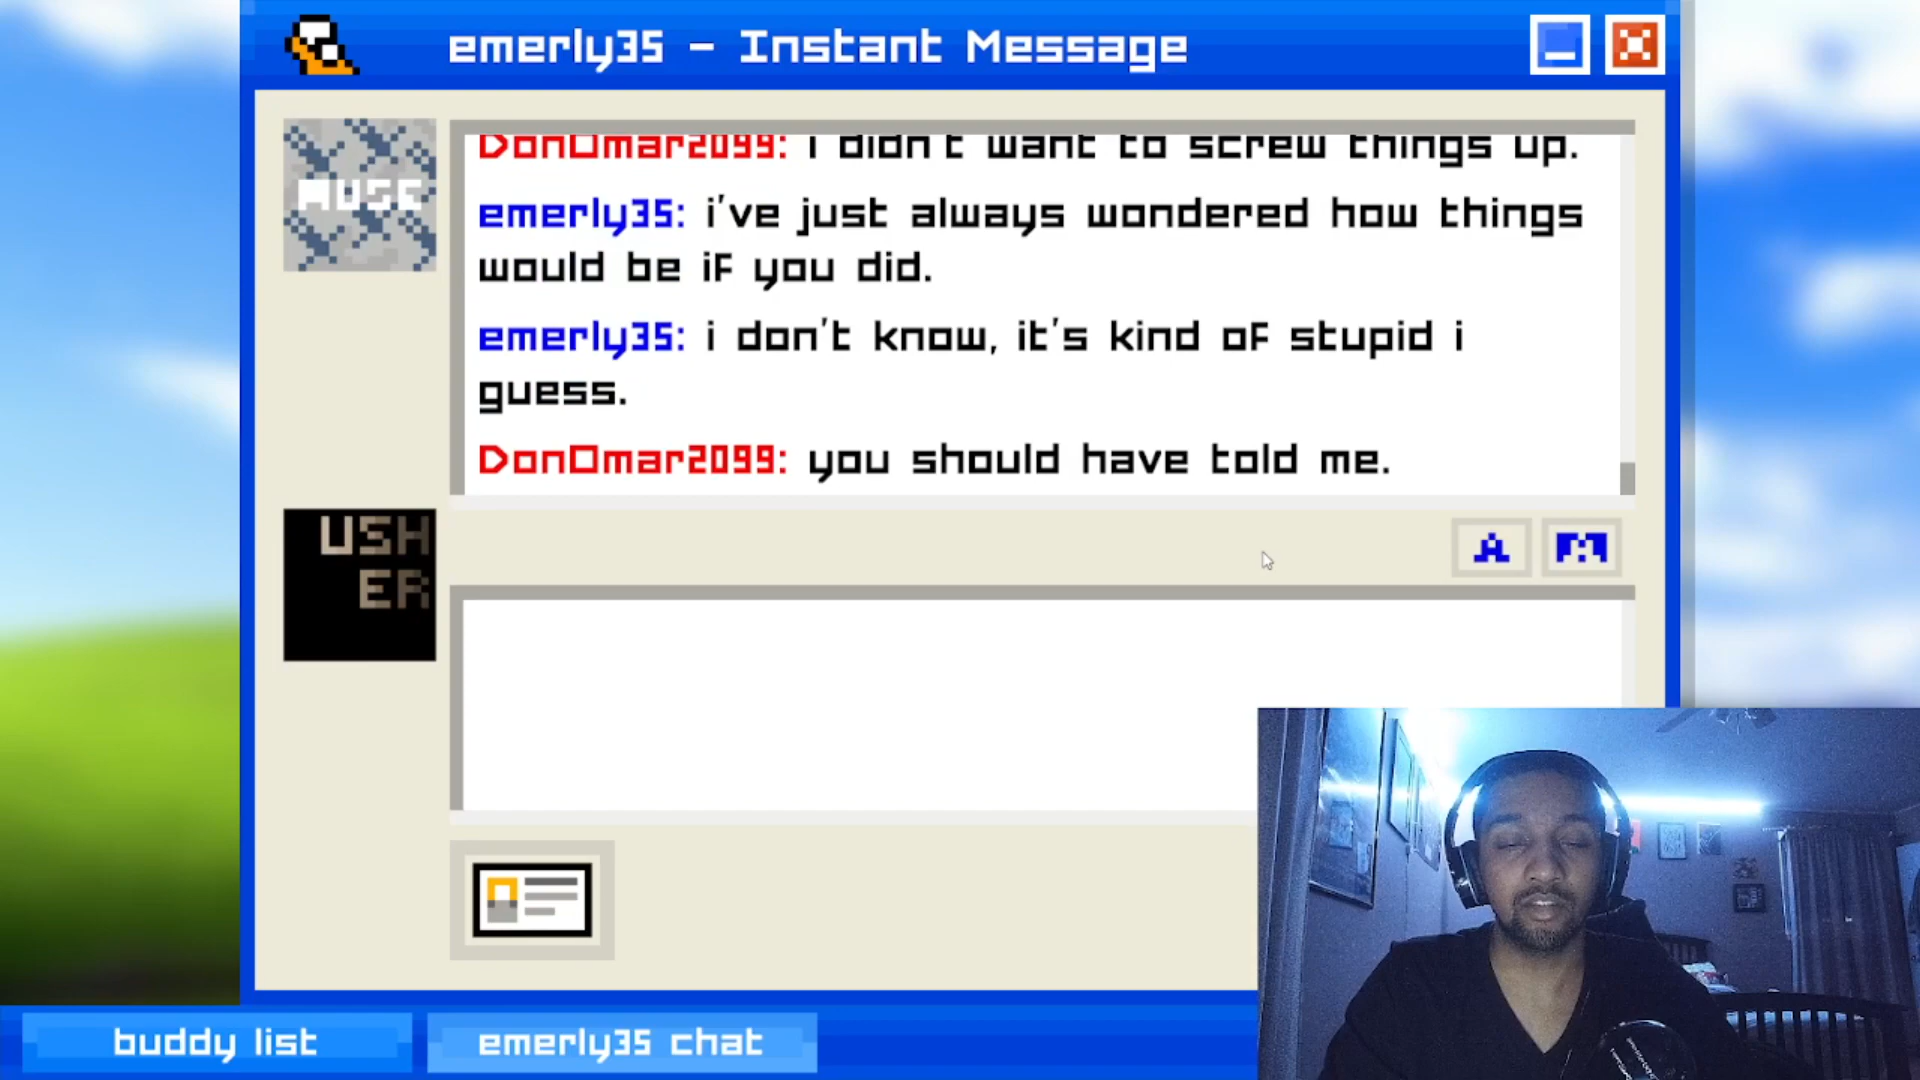 emerly35 - Instant Message
DonOmar2099: i didn't want to screw things up.
emerly35: i've just always wondered how things
would be if you did.
emerly35: i don't know, it's kind of stupid i
guess.
DonOmar2099: you should have told me.
MUSE
USH
ER
A
buddy list
emerly35 chat